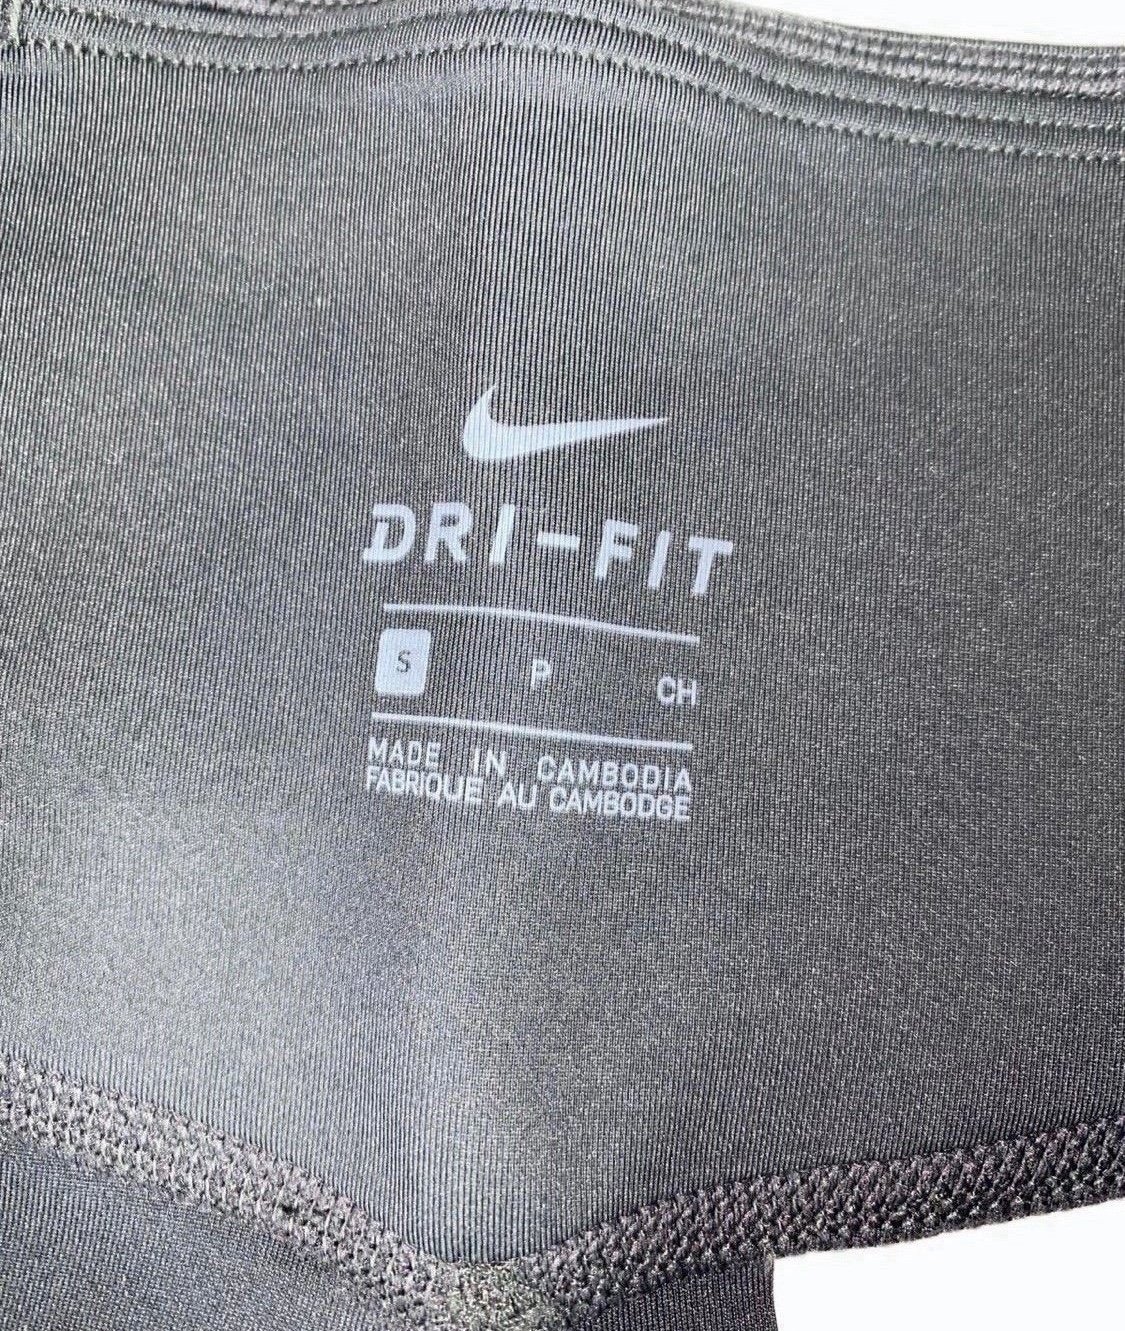 DRI-FIT
S P CH
MADE IN CAMBODIA
FABRIQUE AU CAMBODGE